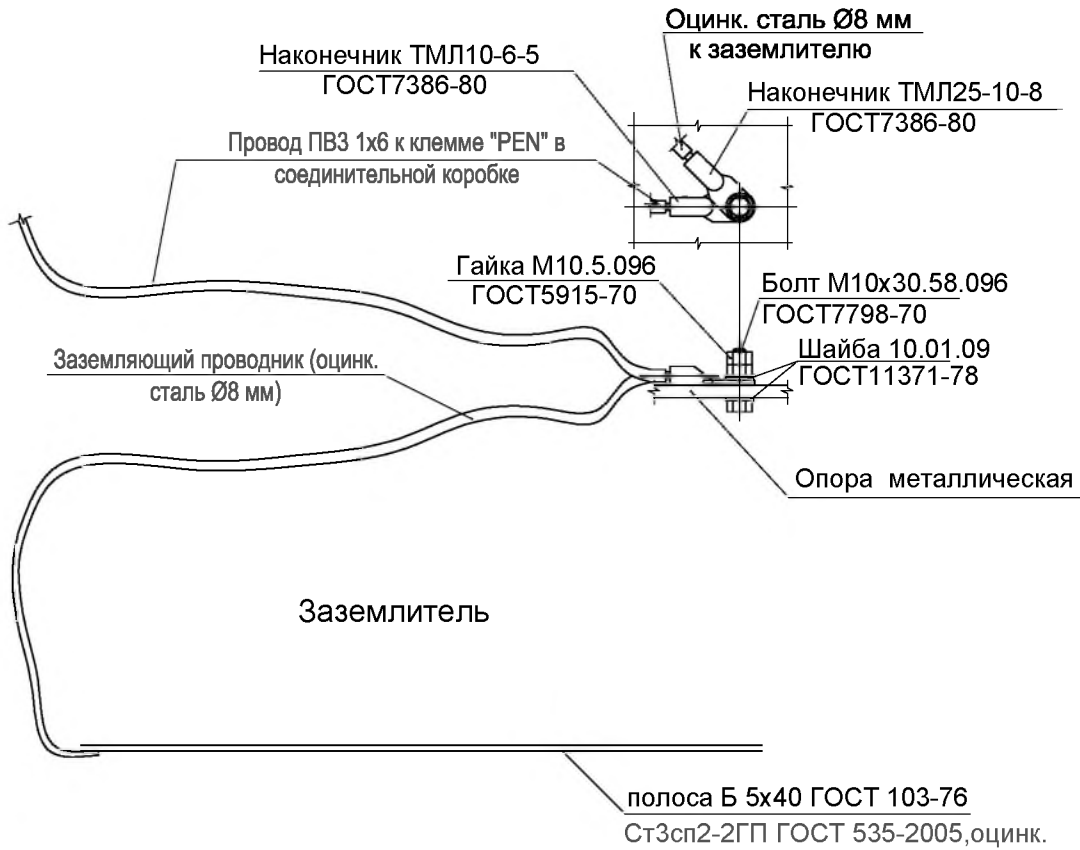 Оцинк. сталь Ø8 мм
к заземлителю
Наконечник ТМЛ10-6-5
ГОСТ7386-80
Наконечник ТМЛ25-10-8
ГОСТ7386-80
Провод ПВ3 1х6 к клемме "PEN" в
соединительной коробке
Гайка М10.5.096
ГОСТ5915-70
Болт М10х30.58.096
ГОСТ7798-70
Шайба 10.01.09
ГОСТ11371-78
Заземляющий проводник (оцинк.
сталь Ø8 мм)
Опора металлическая
Заземлитель
полоса Б 5х40 ГОСТ 103-76
Ст3сп2-2ГП ГОСТ 535-2005,оцинк.